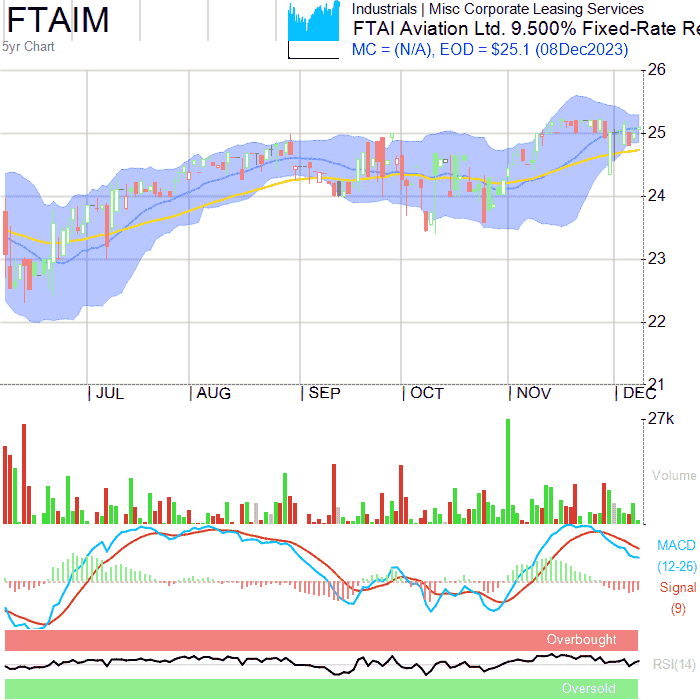 FTAIM
5yr Chart
Industrials | Misc Corporate Leasing Services
FTAI Aviation Ltd. 9.500% Fixed-Rate Re
MC = (N/A), EOD = $25.1 (08Dec2023)
26
25
24
23
22
21
JUL AUG SEP OCT NOV DEC
27k
Volume
MACD
(12-26)
Signal
(9)
Overbought
RSI(14)
Oversold